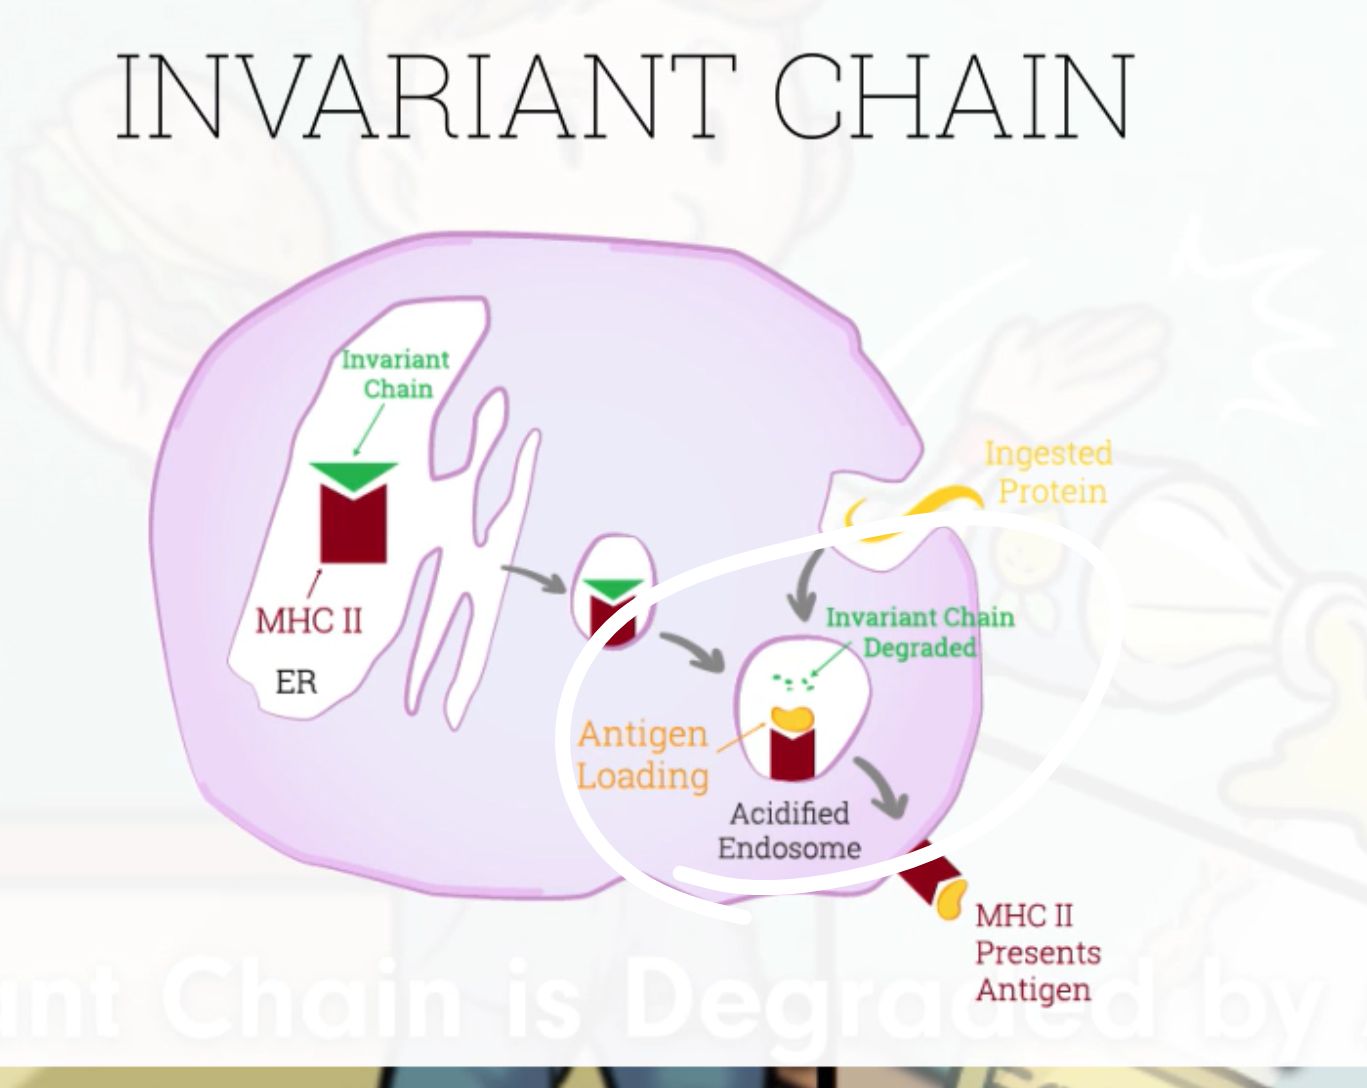 INVARIANT CHAIN
Invariant
Chain
MHC II
ER
Ingested
Protein
Invariant Chain
Degraded
Antigen
Loading
Acidified
Endosome
MHC II
Presents
Antigen
Chain is Degraded by